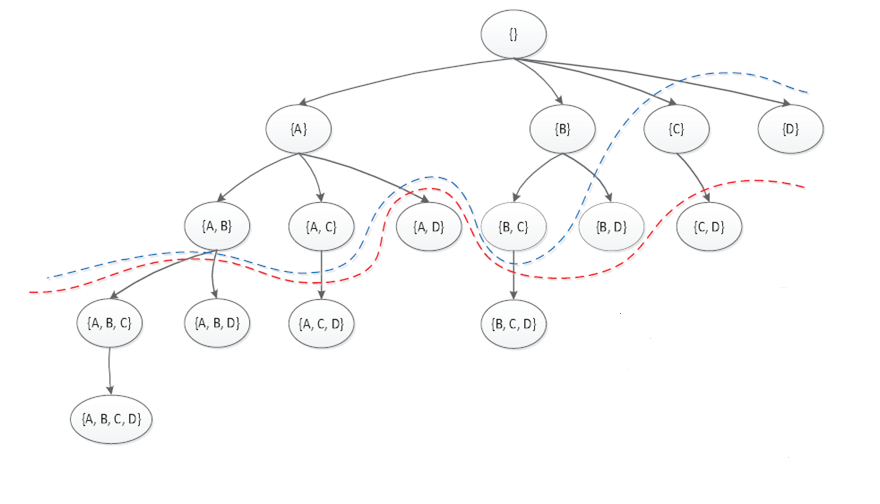 {}
{A}
{B}
{C}
{D}
{A, B}
{A, C}
{A, D}
{B, C}
{B, D}
{C, D}
{A, B, C}
{A, B, D}
{A, C, D}
{B, C, D}
{A, B, C, D}